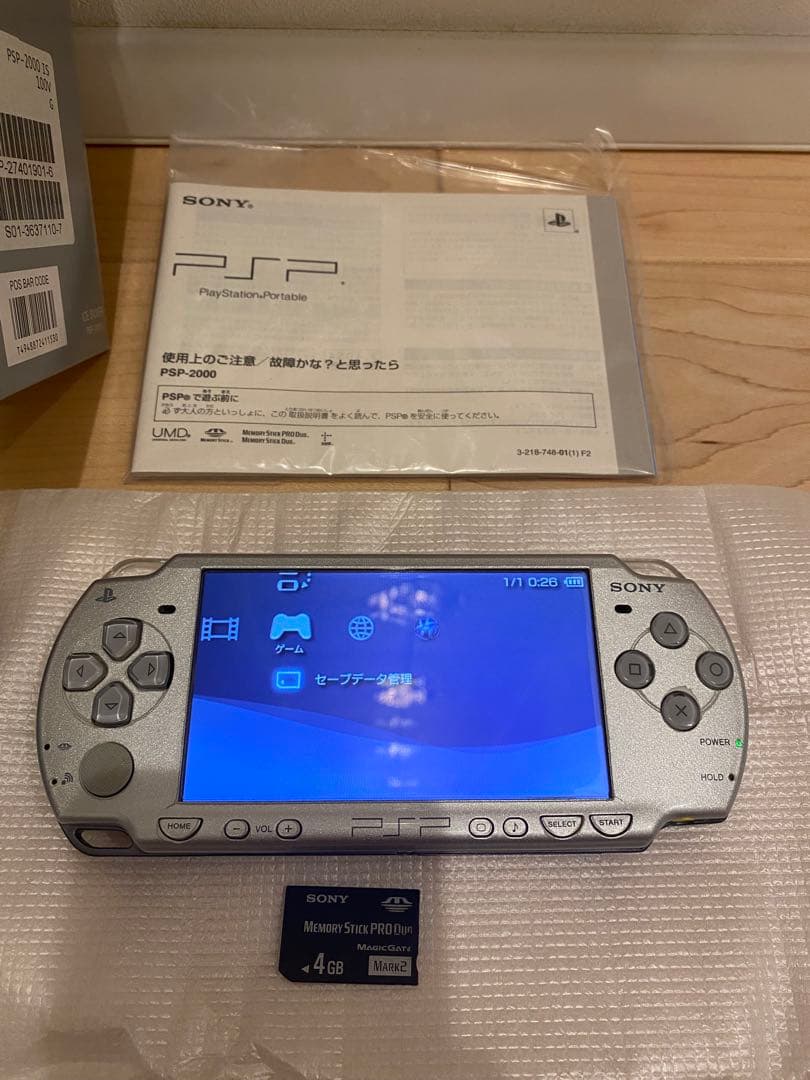 PSP-2000 IS
100V
G
P-27401901-6
S01-3637110-7
POS BAR CODE
T4948872411530
SONY®
PSP®
PlayStation®Portable
使用上のご注意/故障かな?と思ったら
PSP-2000
PSP®で遊ぶ前に
必ず大人の方といっしょに、この 取扱説明書 をよく読んで、PSP®を安全に使ってください。
UMD
MEMORY STICK PRO DUO
MEMORY STICK DUO
3-218-748-01(1) F2
1/1 0:26
ゲーム
セーブデータ管理
SONY
POWER
HOLD
HOME
- VOL +
PSP
SELECT
START
SONY
MEMORY STICK PRO DUO
MAGICGATE
4 GB
MARK2